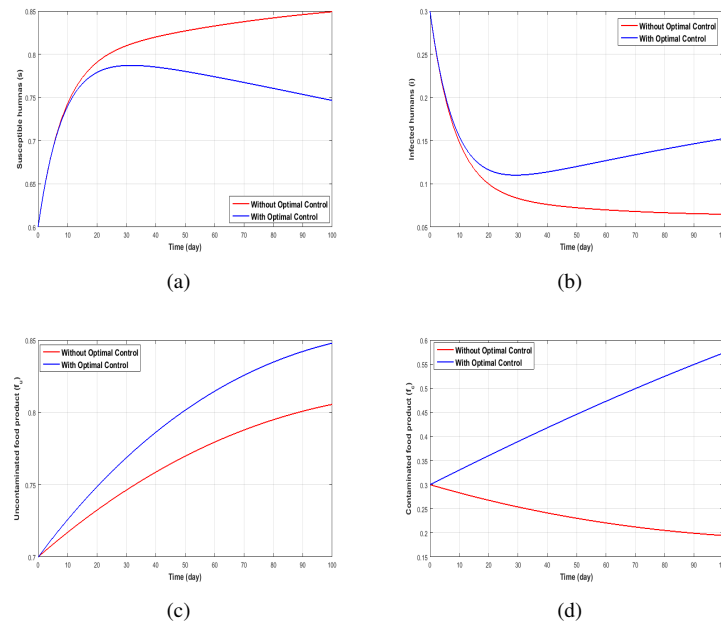 0.85
0.8
0.75
0.7
0.65
0.6
Susceptible humnas (s)
Without Optimal Control
With Optimal Control
0 10 20 30 40 50 60 70 80 90 100
Time (day)
(a)
0.3
0.25
0.2
0.15
0.1
0.05
Infected humans (i)
Without Optimal Control
With Optimal Control
0 10 20 30 40 50 60 70 80 90 100
Time (day)
(b)
0.85
0.8
0.75
0.7
Uncontaminated food product (f_u)
Without Optimal Control
With Optimal Control
0 10 20 30 40 50 60 70 80 90 100
Time (day)
(c)
0.6
0.55
0.5
0.45
0.4
0.35
0.3
0.25
0.2
0.15
Contaminated food product
Without Optimal Control
With Optimal Control
0 10 20 30 40 50 60 70 80 90 100
Time (day)
(d)